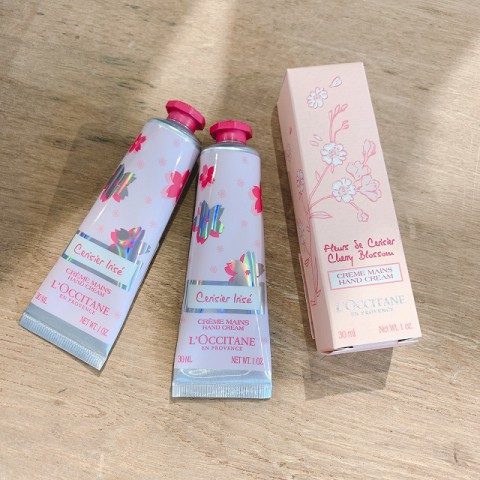 Cerisier Irisé
CRÈME MAINS
HAND CREAM
L'OCCITANE
EN PROVENCE
30 ML
NET WT. 1 OZ.
Cerisier Irisé
CRÈME MAINS
HAND CREAM
L'OCCITANE
EN PROVENCE
30 ML NET WT. 1 OZ.
Fleurs de Cerisier
Cherry Blossom
CRÈME MAINS
HAND CREAM
L'OCCITANE
EN PROVENCE
30 ml Net Wt. 1 oz.